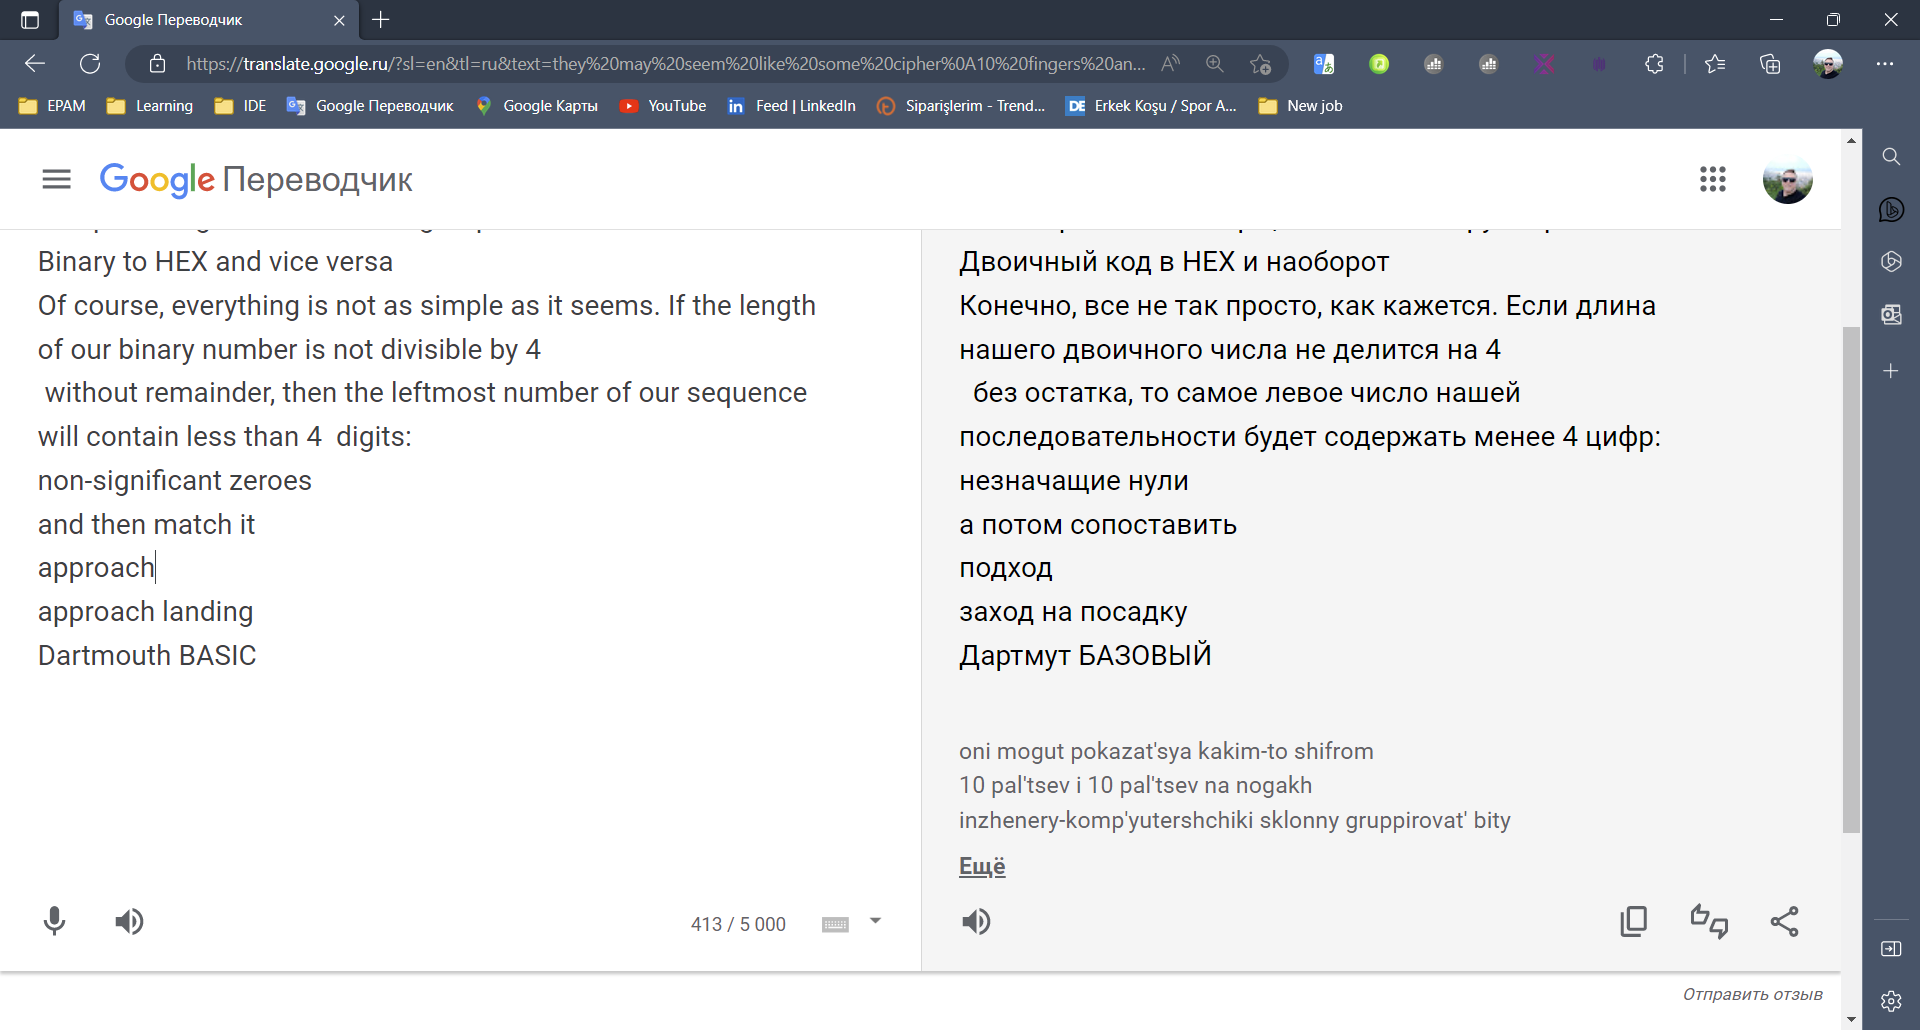 Google Переводчик
https://translate.google.ru/?sl=en&tl=ru&text=they%20may%20seem%20like%20some%20cipher%0A10%20fingers%20an...
EPAM
Learning
IDE
Google Переводчик
Google Карты
YouTube
Feed | LinkedIn
Siparişlerim - Trend...
DE
Erkek Koşu / Spor A...
New job
Google Переводчик
Binary to HEX and vice versa
Of course, everything is not as simple as it seems. If the length
of our binary number is not divisible by 4
without remainder, then the leftmost number of our sequence
will contain less than 4  digits:
non-significant zeroes
and then match it
approach
approach landing
Dartmouth BASIC
413 / 5 000
Двоичный код в HEX и наоборот
Конечно, все не так просто, как кажется. Если длина
нашего двоичного числа не делится на 4
без остатка, то самое левое число нашей
последовательности будет содержать менее 4 цифр:
незначащие нули
а потом сопоставить
подход
заход на посадку
Дартмут БАЗОВЫЙ
oni mogut pokazat'sya kakim-to shifrom
10 pal'tsev i 10 pal'tsev na nogakh
inzhenery-komp'yutershchiki sklonny gruppirovat' bity
Ещё
Отправить отзыв